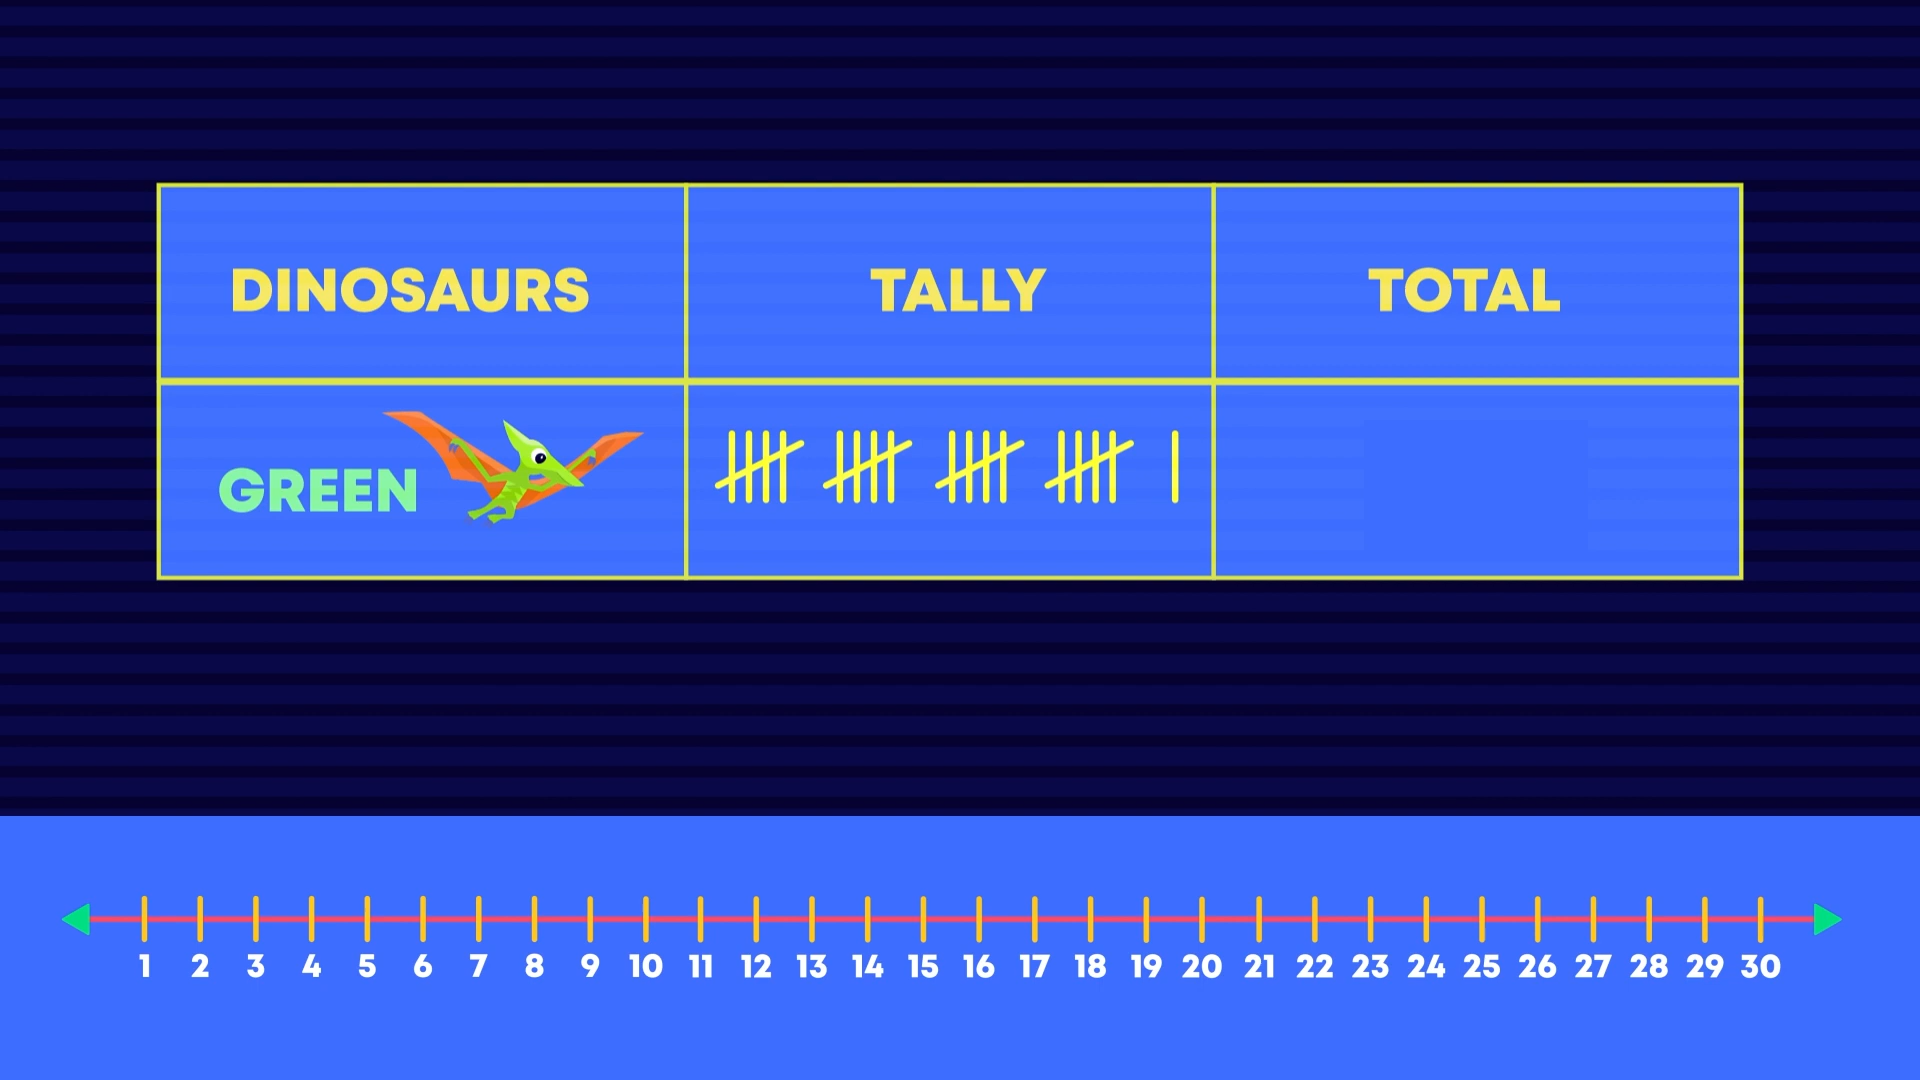 DINOSAURS TALLY TOTAL
GREEN
1 2 3 4 5 6 7 8 9 10 11 12 13 14 15 16 17 18 19 20 21 22 23 24 25 26 27 28 29 30